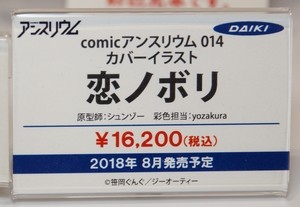 アンスリウム
DAIKI
comicアンスリウム 014
カバーイラスト
恋ノボリ
原型師：シュンゾー　彩色担当：yozakura
￥16,200(税込)
2018年 8月発売予定
©笹岡ぐんぐ／ジーオーティー